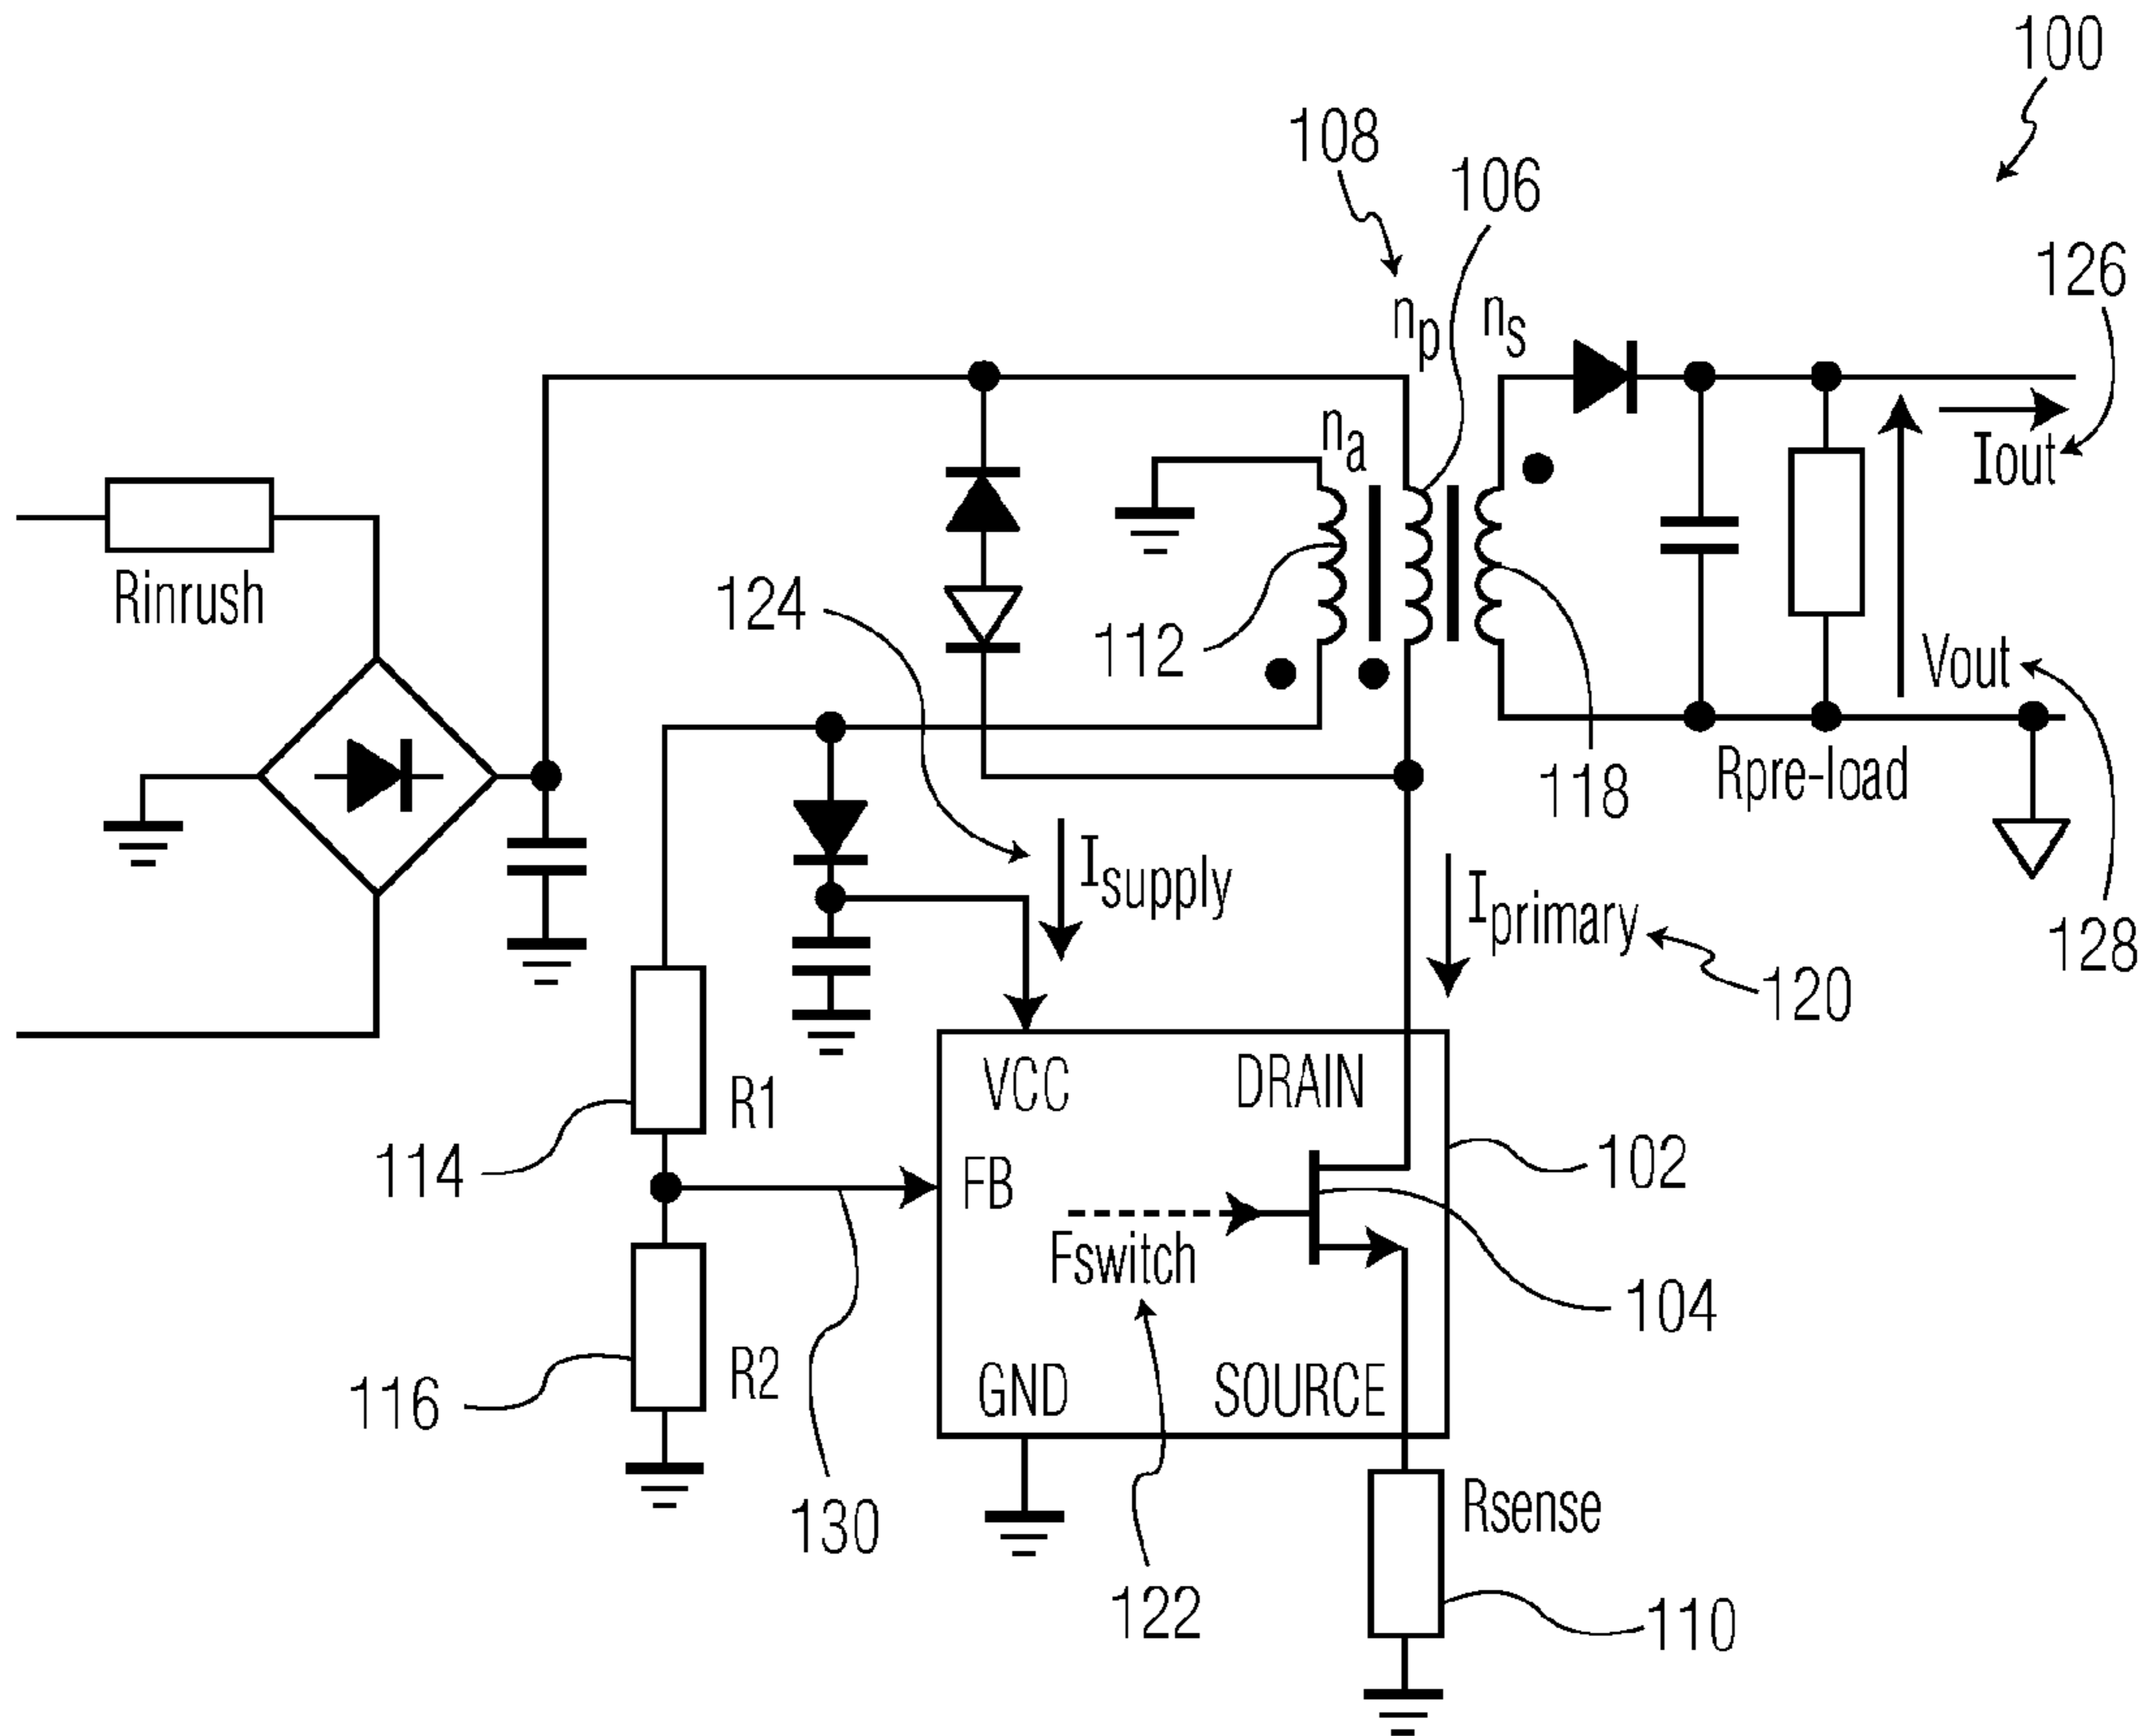 100
108
106
126
np
ns
na
Iout
Rinrush
124
112
Vout
118
Rpre-load
Isupply
Iprimary
128
120
VCC
DRAIN
R1
114
FB
102
Fswitch
104
R2
116
GND
SOURCE
130
Rsense
122
110